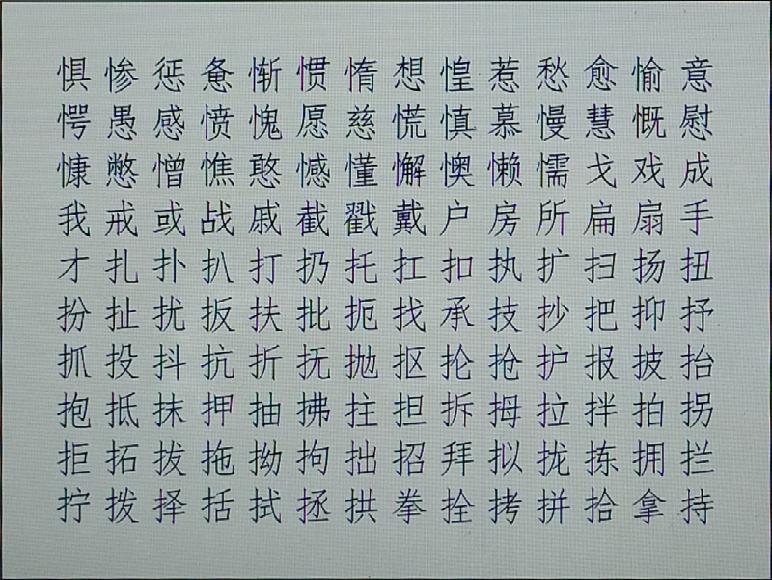 惧惨惩惫惭惯惰想惶惹愁愈愉意
愕愚感愤愧愿慈慌慎慕慢慧慨慰
慷憋憎憔憨憾懂懈懊懒懦戈戏成
我戒或战戚截戳戴户房所扁扇手
才扎扑扒打扔托扛扣执扩扫扬扭
扮扯扰扳扶批扼找承技抄把抑抒
抓投抖抗折抚抛抠抡抢护报披抬
抱抵抹押抽拂拄担拆拇拉拌拍拐
拒拓拔拖拗拘拙招拜拟拢拣拥拦
拧拨择括拭拯拱拳拴拷拼拾拿持